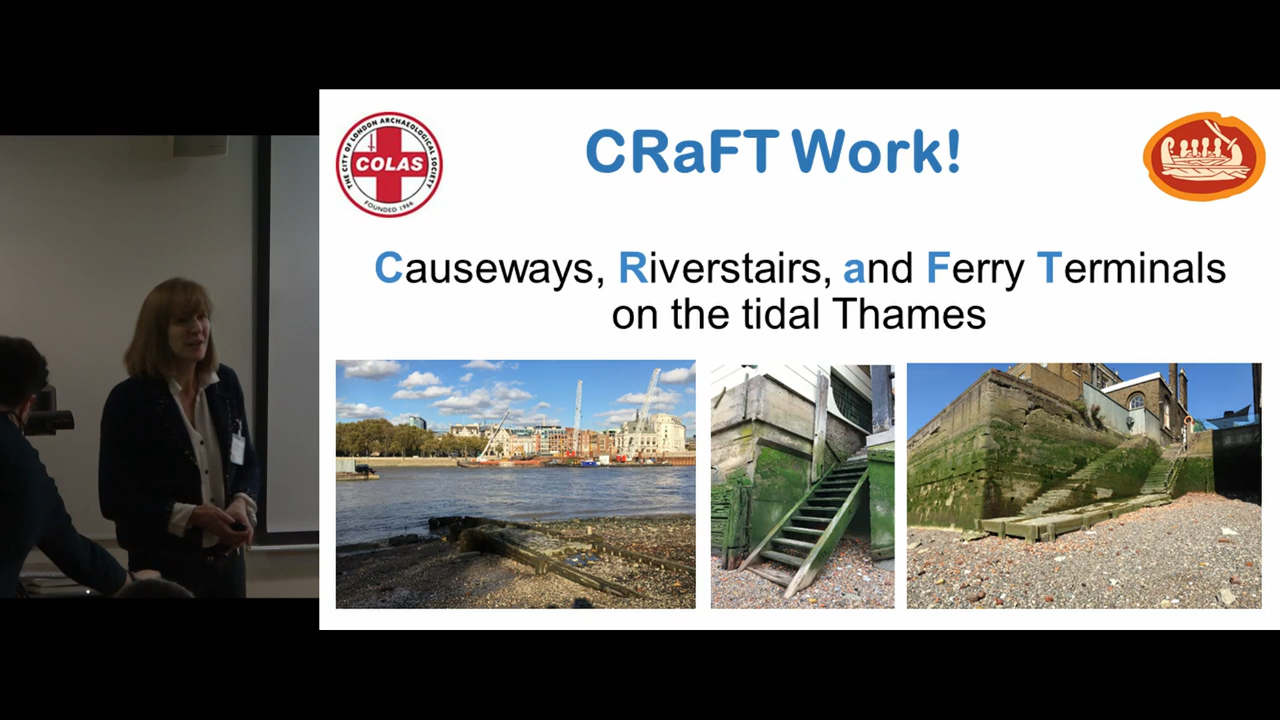 CRaFT Work!
THE CITY OF LONDON ARCHAEOLOGICAL SOCIETY
COLAS
FOUNDED 1966
Causeways, Riverstairs, and Ferry Terminals
on the tidal Thames